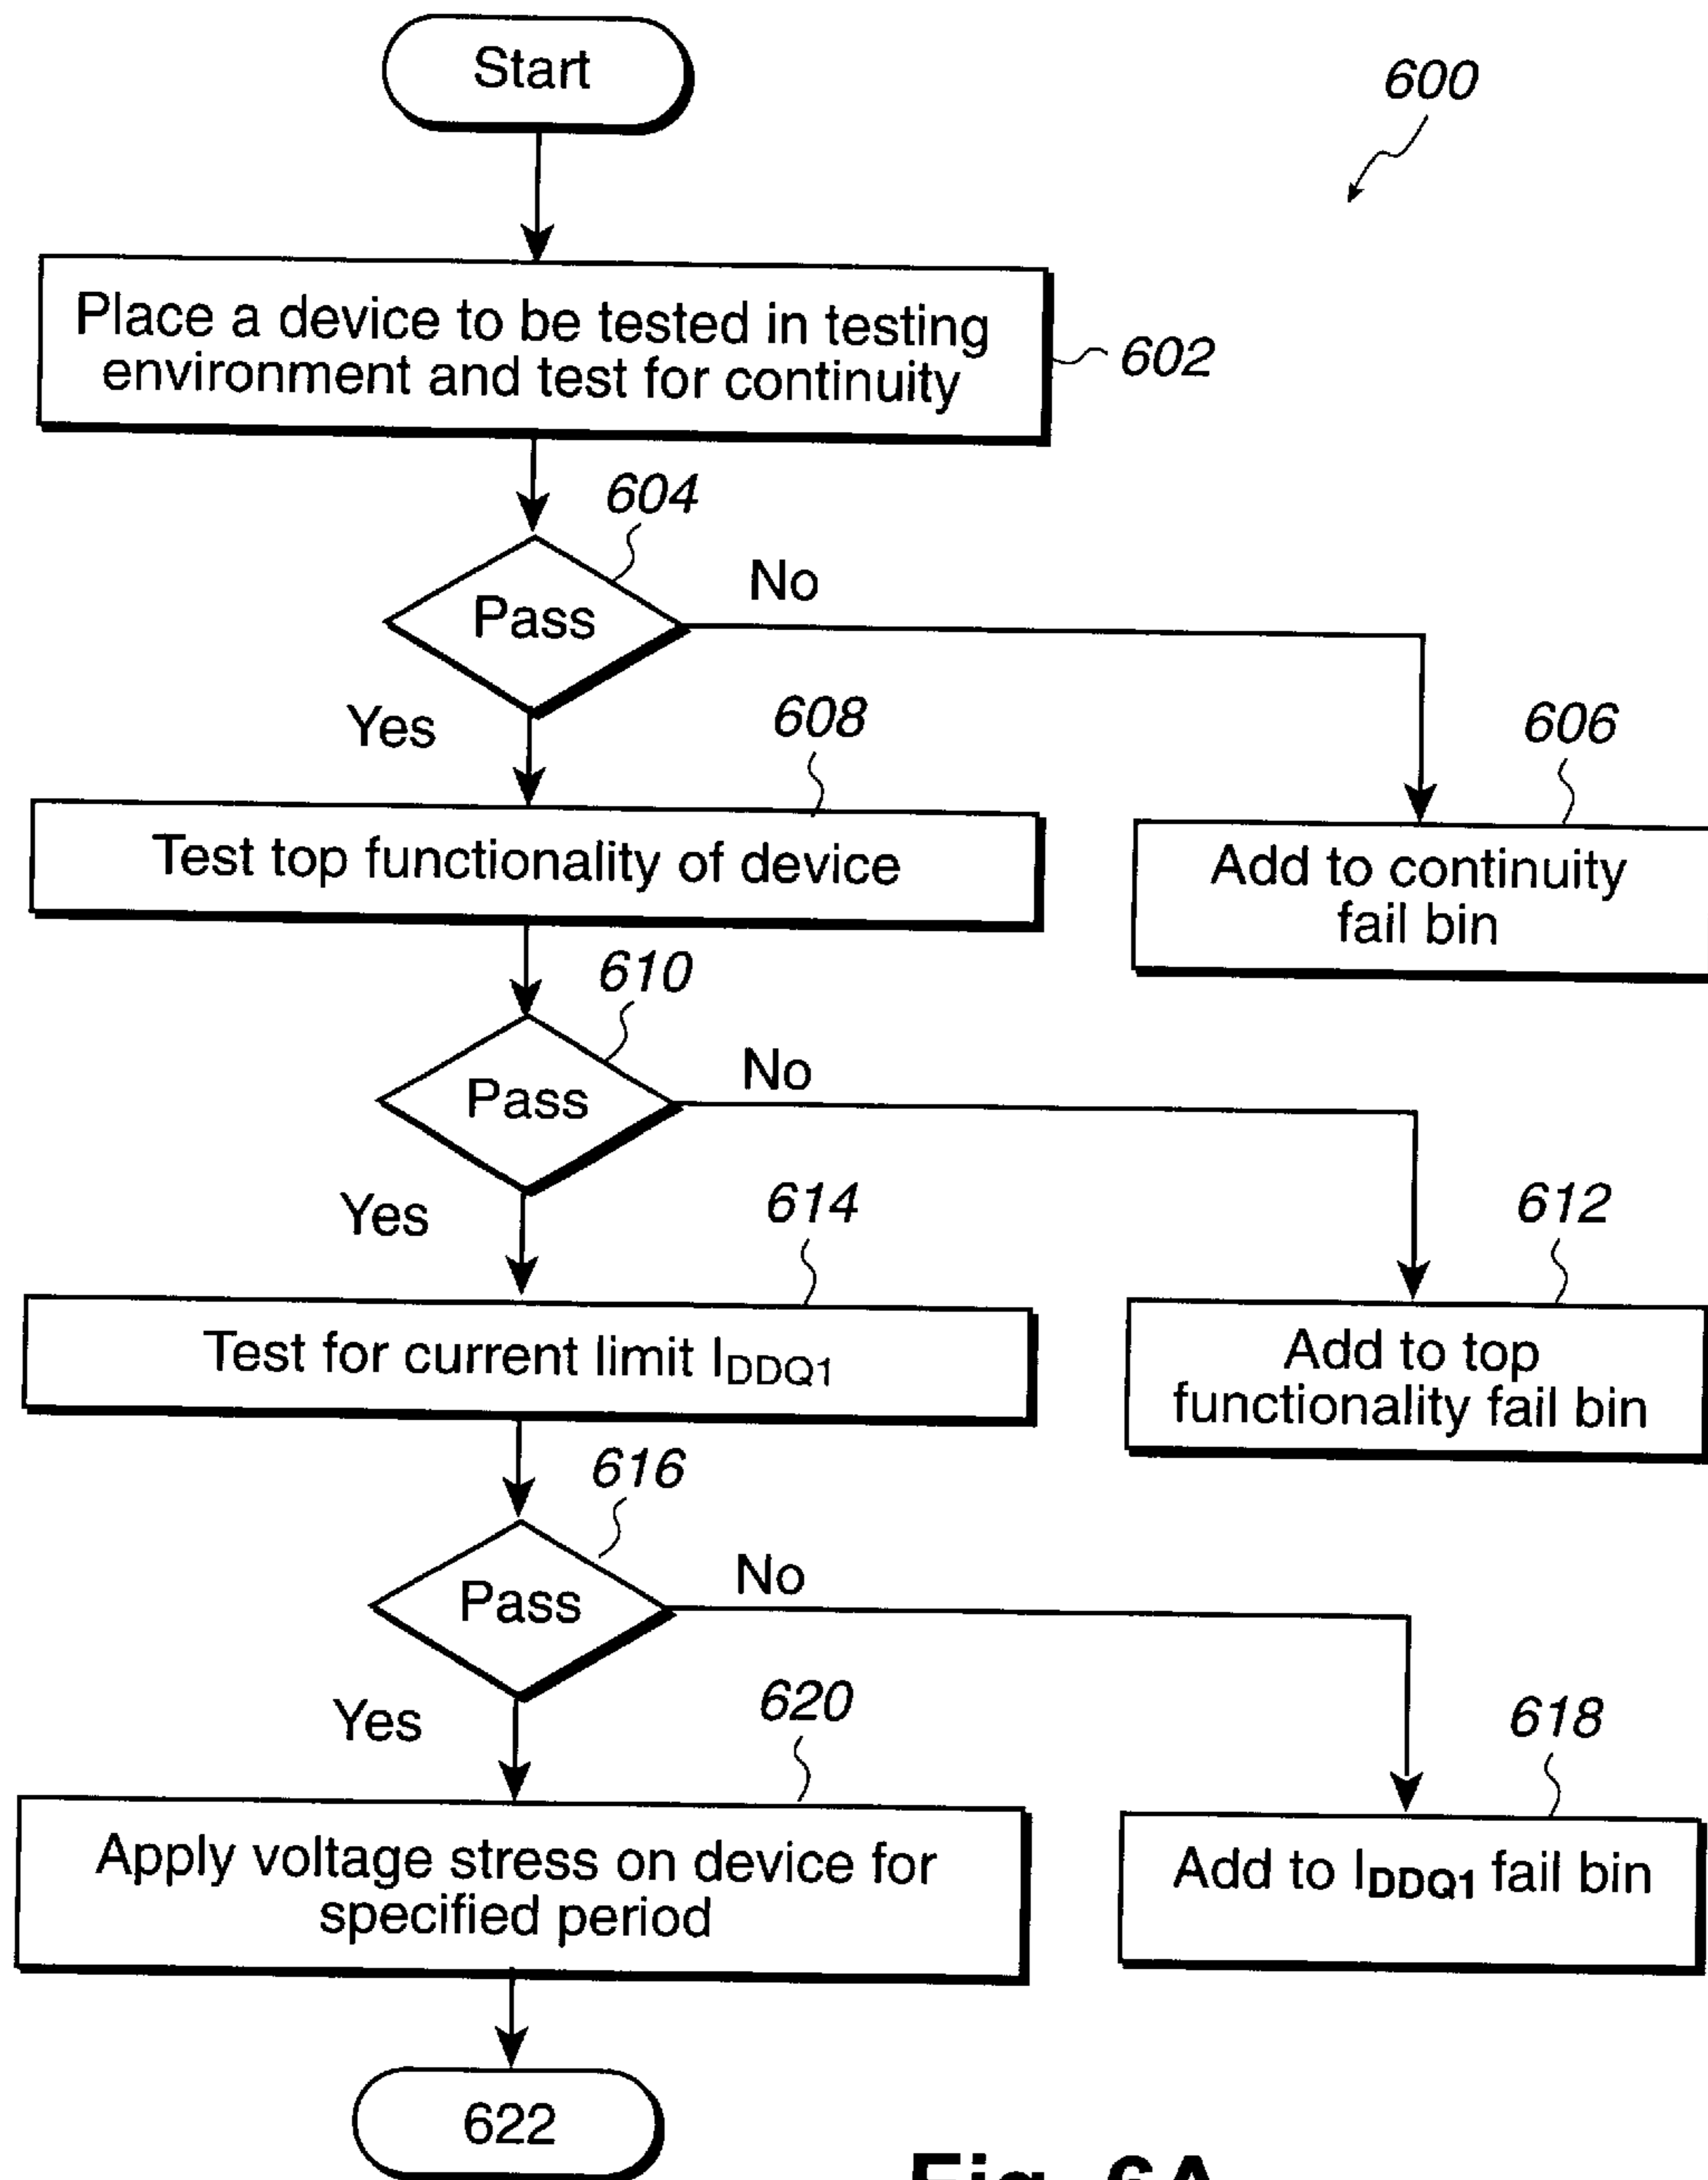 Start
600
Place a device to be tested in testing
environment and test for continuity
602
604
Pass
No
Yes
608
606
Test top functionality of device
Add to continuity
fail bin
610
Pass
No
Yes
614
612
Test for current limit IDDQ1
Add to top
functionality fail bin
616
Pass
No
Yes
620
618
Apply voltage stress on device for
specified period
Add to IDDQ1 fail bin
622
Fig. 6A